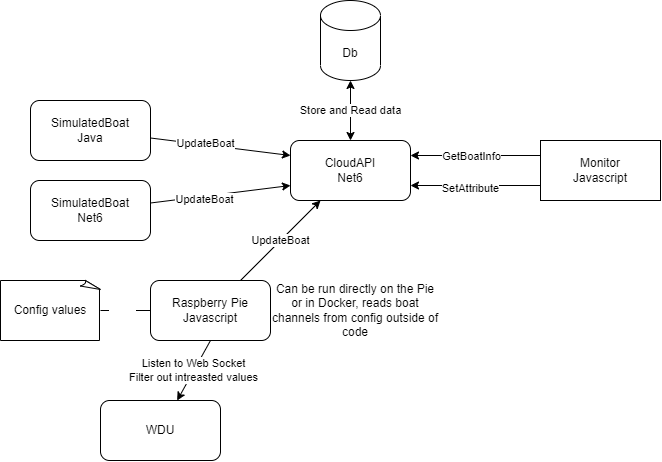 Db
Store and Read data
SimulatedBoat
Java
UpdateBoat
CloudAPI
Net6
GetBoatInfo
SetAttribute
Monitor
Javascript
SimulatedBoat
Net6
UpdateBoat
UpdateBoat
Config values
Raspberry Pie
Javascript
Can be run directly on the Pie
or in Docker, reads boat
channels from config outside of
code
Listen to Web Socket
Filter out intreasted values
WDU